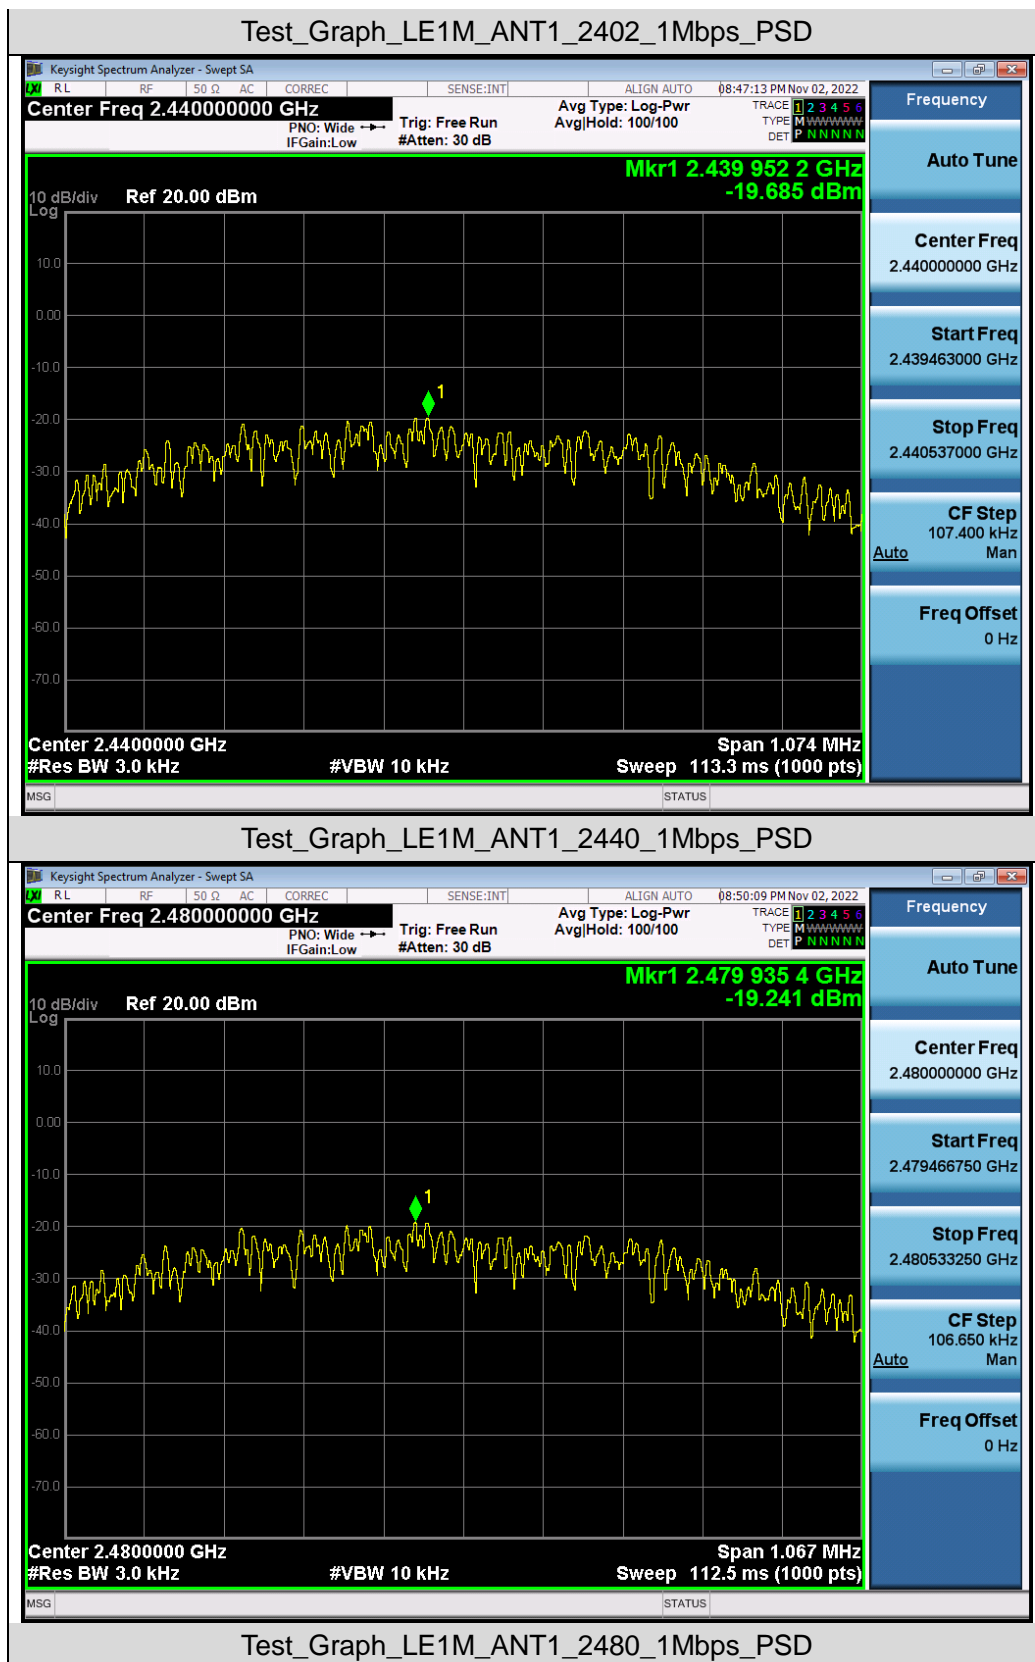 Test_Graph_LE1M_ANT1_2402_1Mbps_PSD
Keysight Spectrum Analyzer - Swept SA
LXI RL RF 50 Ω AC CORREC SENSE:INT ALIGN AUTO 08:47:13 PM Nov 02, 2022
Center Freq 2.440000000 GHz
PNO: Wide
IFGain:Low
Trig: Free Run
#Atten: 30 dB
Avg Type: Log-Pwr
Avg|Hold: 100/100
TRACE 1 2 3 4 5 6
TYPE M W W W W W
DET P N N N N N
Frequency
Auto Tune
Center Freq
2.440000000 GHz
Start Freq
2.439463000 GHz
Stop Freq
2.440537000 GHz
CF Step
107.400 kHz
Auto Man
Freq Offset
0 Hz
Mkr1 2.439 952 2 GHz
-19.685 dBm
10 dB/div Ref 20.00 dBm
Log
10.0
0.00
-10.0
1
-20.0
-30.0
-40.0
-50.0
-60.0
-70.0
Center 2.4400000 GHz Span 1.074 MHz
#Res BW 3.0 kHz #VBW 10 kHz Sweep 113.3 ms (1000 pts)
MSG STATUS
Test_Graph_LE1M_ANT1_2440_1Mbps_PSD
Keysight Spectrum Analyzer - Swept SA
LXI RL RF 50 Ω AC CORREC SENSE:INT ALIGN AUTO 08:50:09 PM Nov 02, 2022
Center Freq 2.480000000 GHz
PNO: Wide
IFGain:Low
Trig: Free Run
#Atten: 30 dB
Avg Type: Log-Pwr
Avg|Hold: 100/100
TRACE 1 2 3 4 5 6
TYPE M W W W W W
DET P N N N N N
Frequency
Auto Tune
Center Freq
2.480000000 GHz
Start Freq
2.479466750 GHz
Stop Freq
2.480533250 GHz
CF Step
106.650 kHz
Auto Man
Freq Offset
0 Hz
Mkr1 2.479 935 4 GHz
-19.241 dBm
10 dB/div Ref 20.00 dBm
Log
10.0
0.00
-10.0
1
-20.0
-30.0
-40.0
-50.0
-60.0
-70.0
Center 2.4800000 GHz Span 1.067 MHz
#Res BW 3.0 kHz #VBW 10 kHz Sweep 112.5 ms (1000 pts)
MSG STATUS
Test_Graph_LE1M_ANT1_2480_1Mbps_PSD